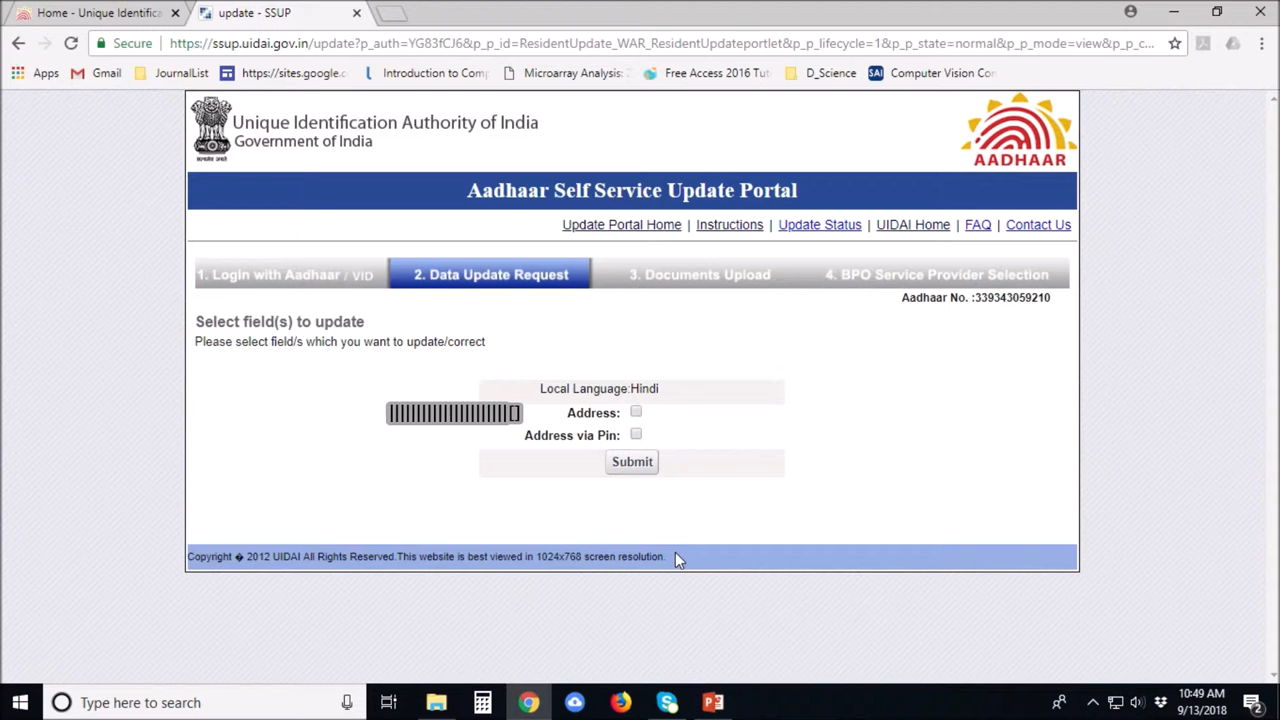 Home - Unique Identifica
update - SSUP
Secure
https://ssup.uidai.gov.in/update?p_auth=YG83fCJ6&p_p_id=ResidentUpdate_WAR_ResidentUpdateportlet&p_p_lifecycle=1&p_p_state=normal&p_p_mode=view&p_p_c...
Apps
Gmail
JournalList
https://sites.google.c
Introduction to Comp
Microarray Analysis:
Free Access 2016 Tut
D_Science
SAI
Computer Vision Con
Unique Identification Authority of India
Government of India
AADHAAR
Aadhaar Self Service Update Portal
Update Portal Home | Instructions | Update Status | UIDAI Home | FAQ | Contact Us
1. Login with Aadhaar / VID
2. Data Update Request
3. Documents Upload
4. BPO Service Provider Selection
Aadhaar No. :339343059210
Select field(s) to update
Please select field/s which you want to update/correct
Local Language:Hindi
Address:
Address via Pin:
Submit
Copyright � 2012 UIDAI All Rights Reserved.This website is best viewed in 1024x768 screen resolution.
Type here to search
10:49 AM
9/13/2018
2